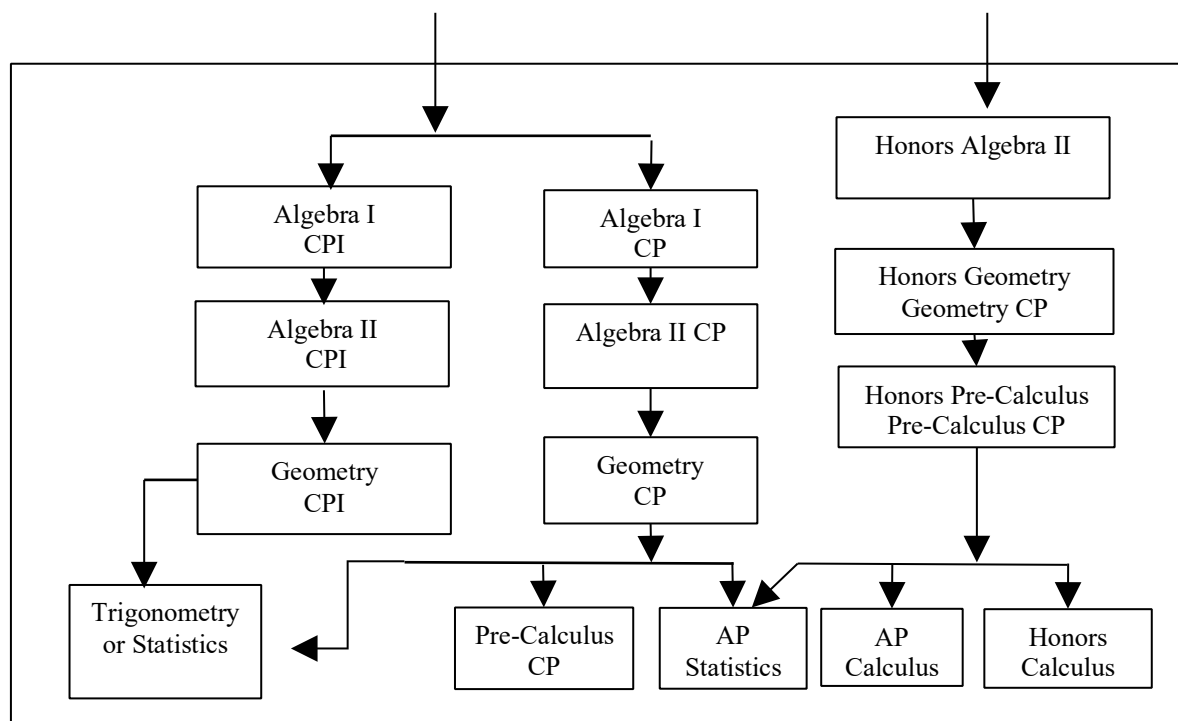 Honors Algebra II
Algebra I
CPI
Algebra I
CP
Honors Geometry
Geometry CP
Algebra II
CPI
Algebra II CP
Honors Pre-Calculus
Pre-Calculus CP
Geometry
CPI
Geometry
CP
Trigonometry
or Statistics
Pre-Calculus
CP
AP
Statistics
AP
Calculus
Honors
Calculus